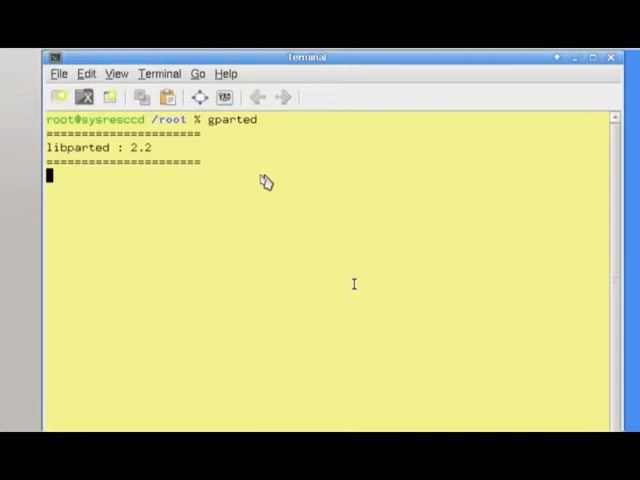 Terminal
File Edit View Terminal Go Help
root@sysresccd /root % gparted
======================
libparted : 2.2
======================